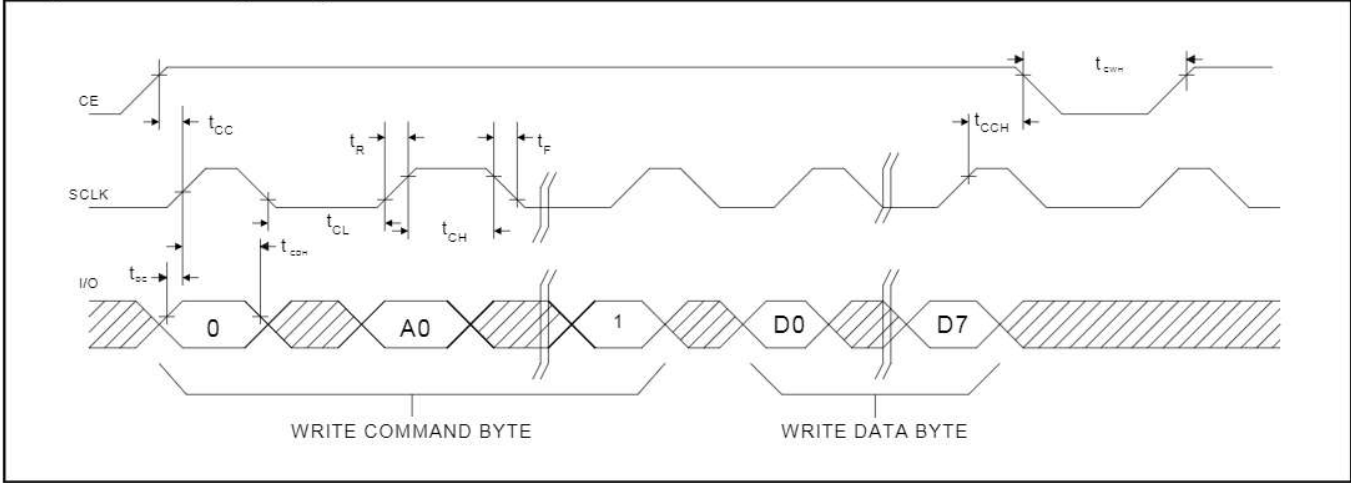 CE
t_CWH
t_CC
t_R
t_F
t_CCH
SCLK
t_CL
t_CH
t_CDH
t_DC
I/O
0
A0
1
D0
D7
WRITE COMMAND BYTE
WRITE DATA BYTE